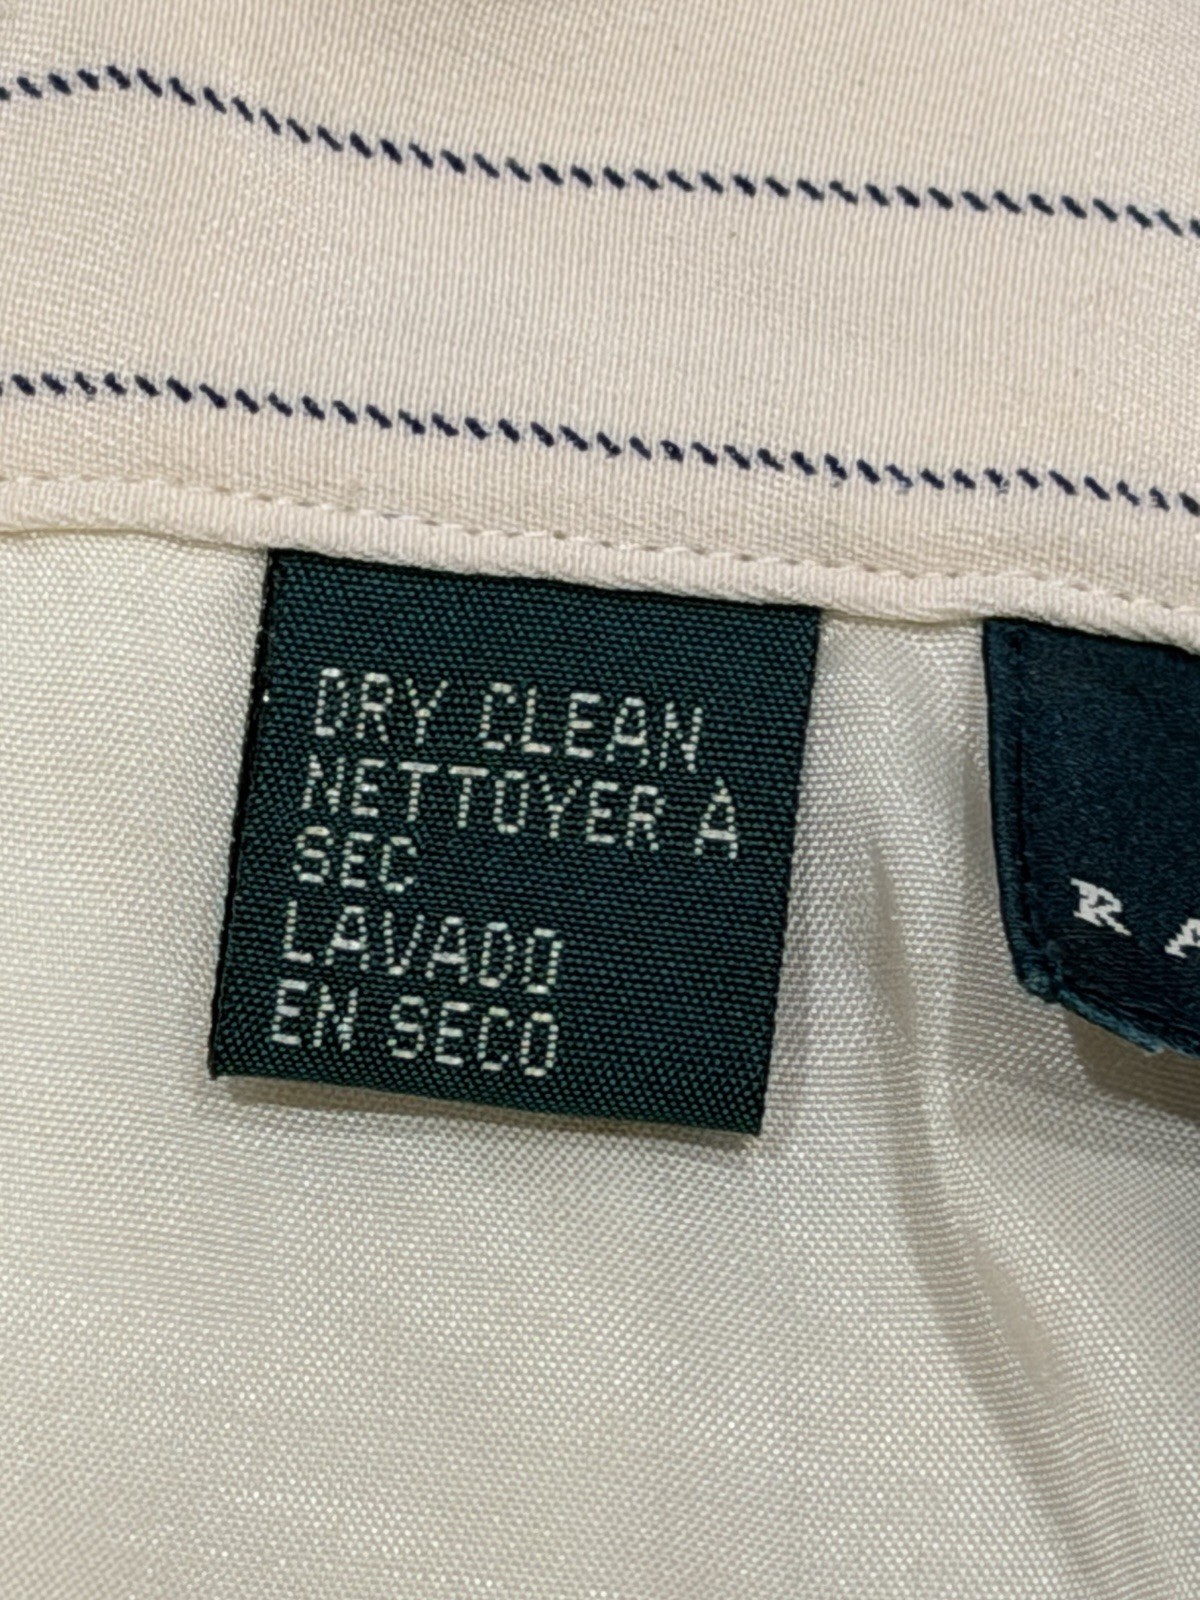 DRY CLEAN
NETTOYER A
SEC
LAVADO
EN SECO
R A